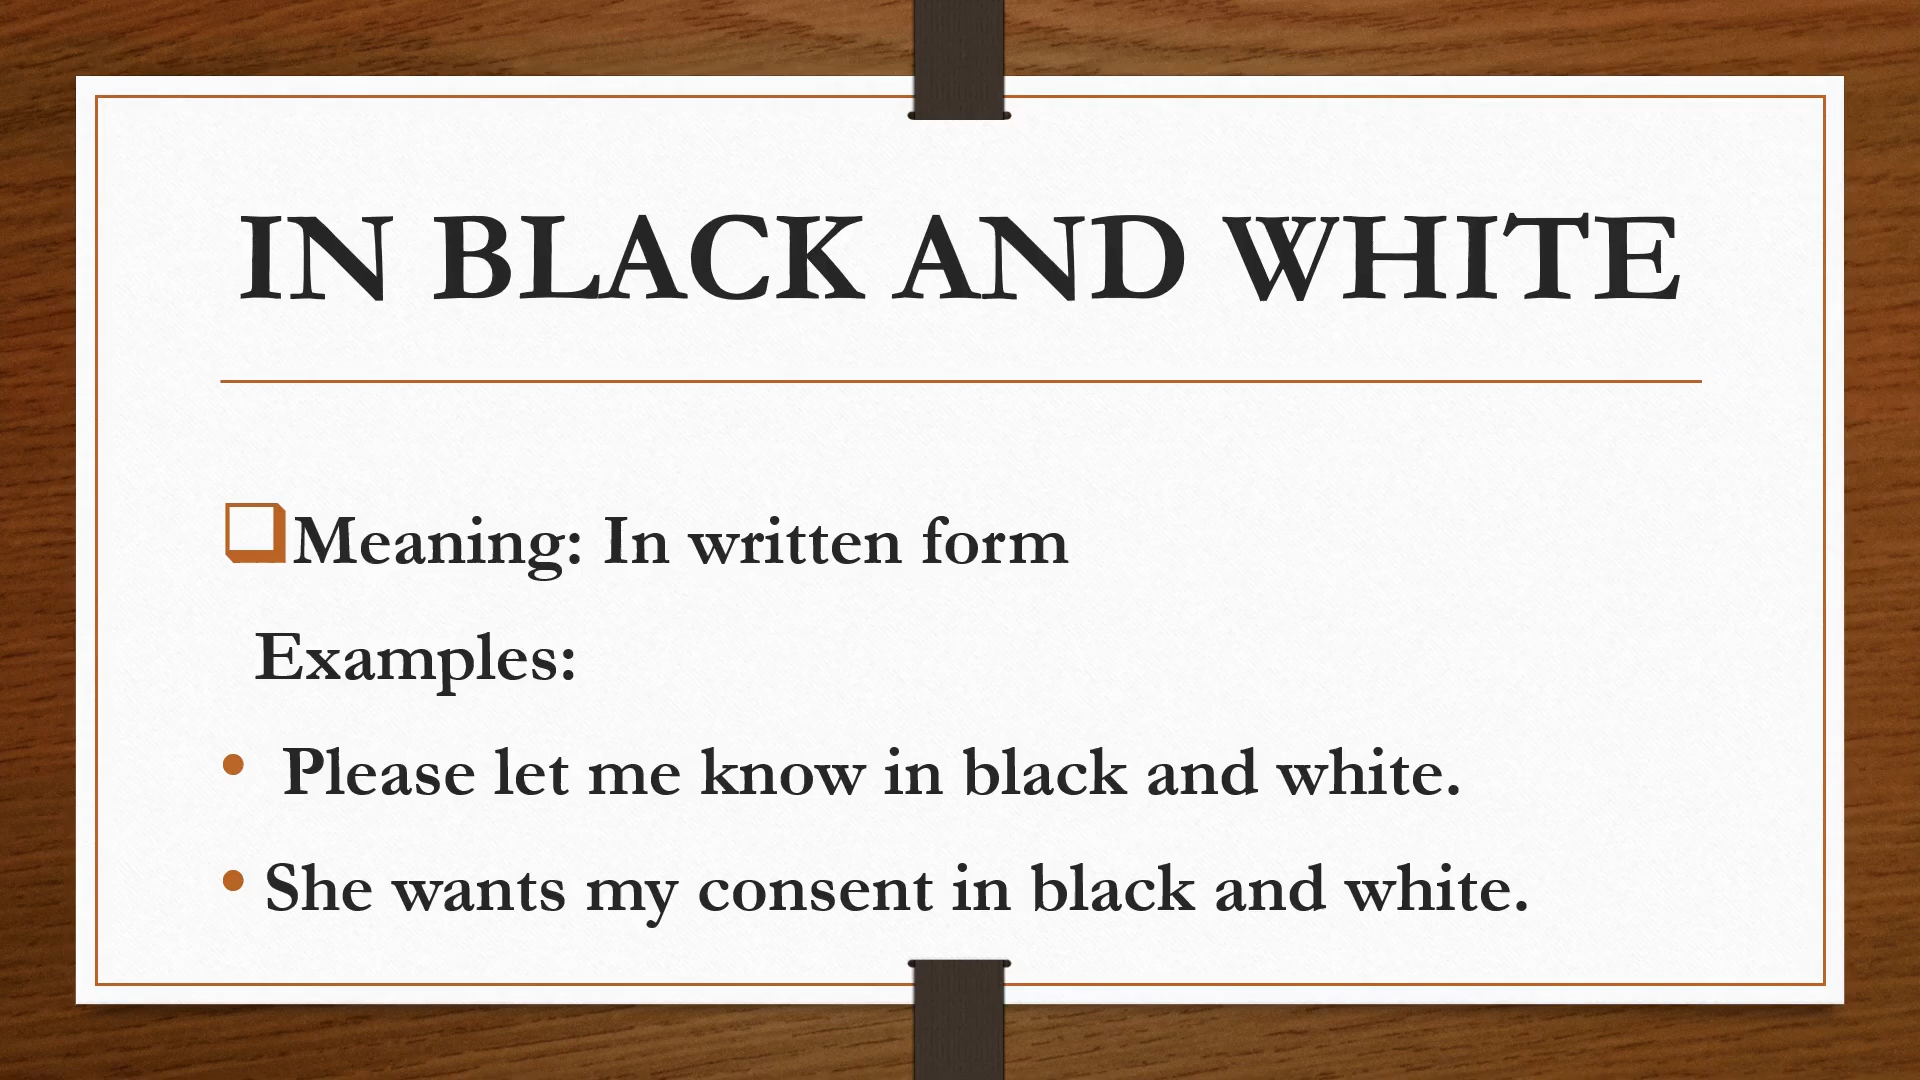 IN BLACK AND WHITE
Meaning: In written form
Examples:
• Please let me know in black and white.
• She wants my consent in black and white.